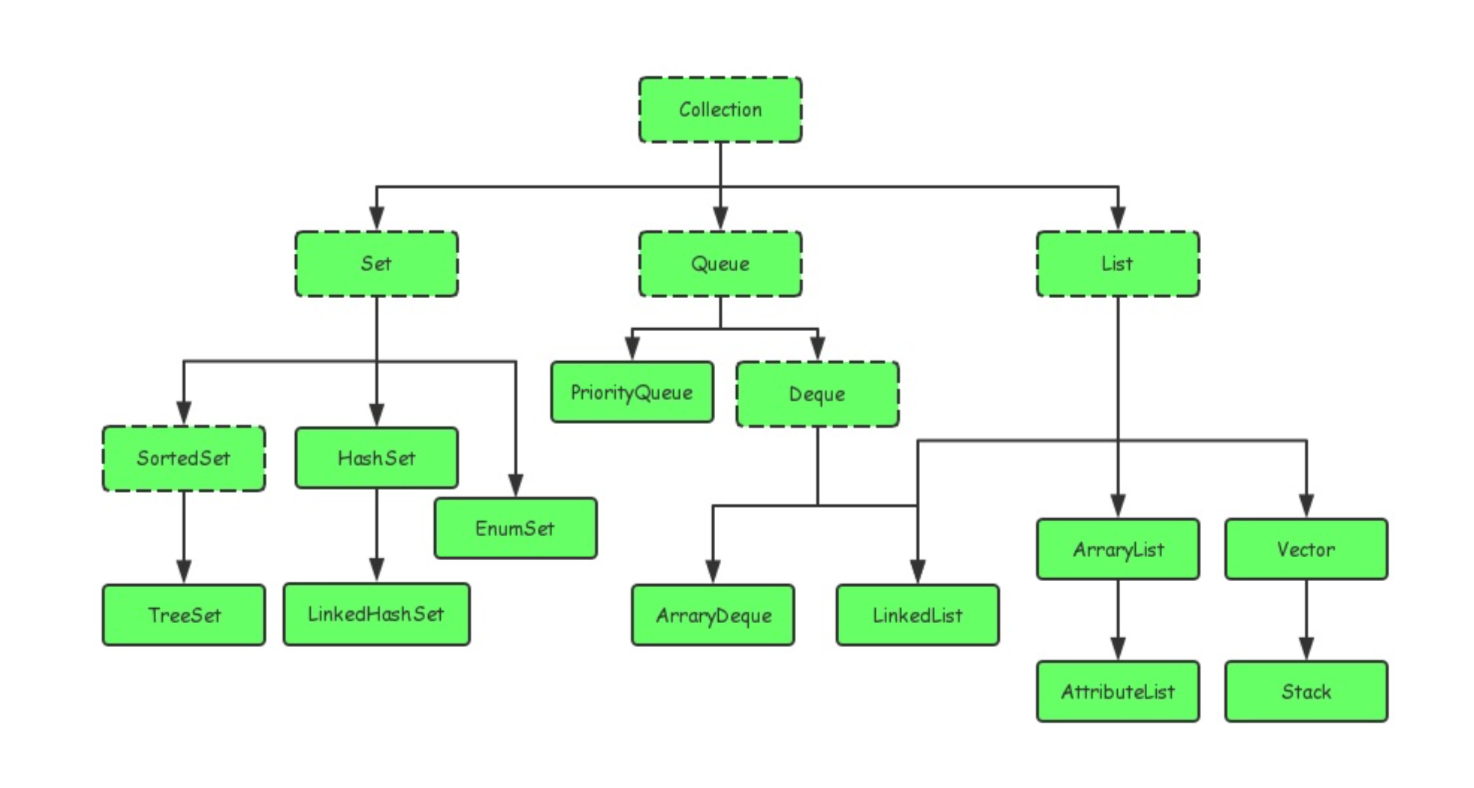 Collection
Set
Queue
List
PriorityQueue
Deque
SortedSet
HashSet
EnumSet
ArraryList
Vector
TreeSet
LinkedHashSet
ArraryDeque
LinkedList
AttributeList
Stack